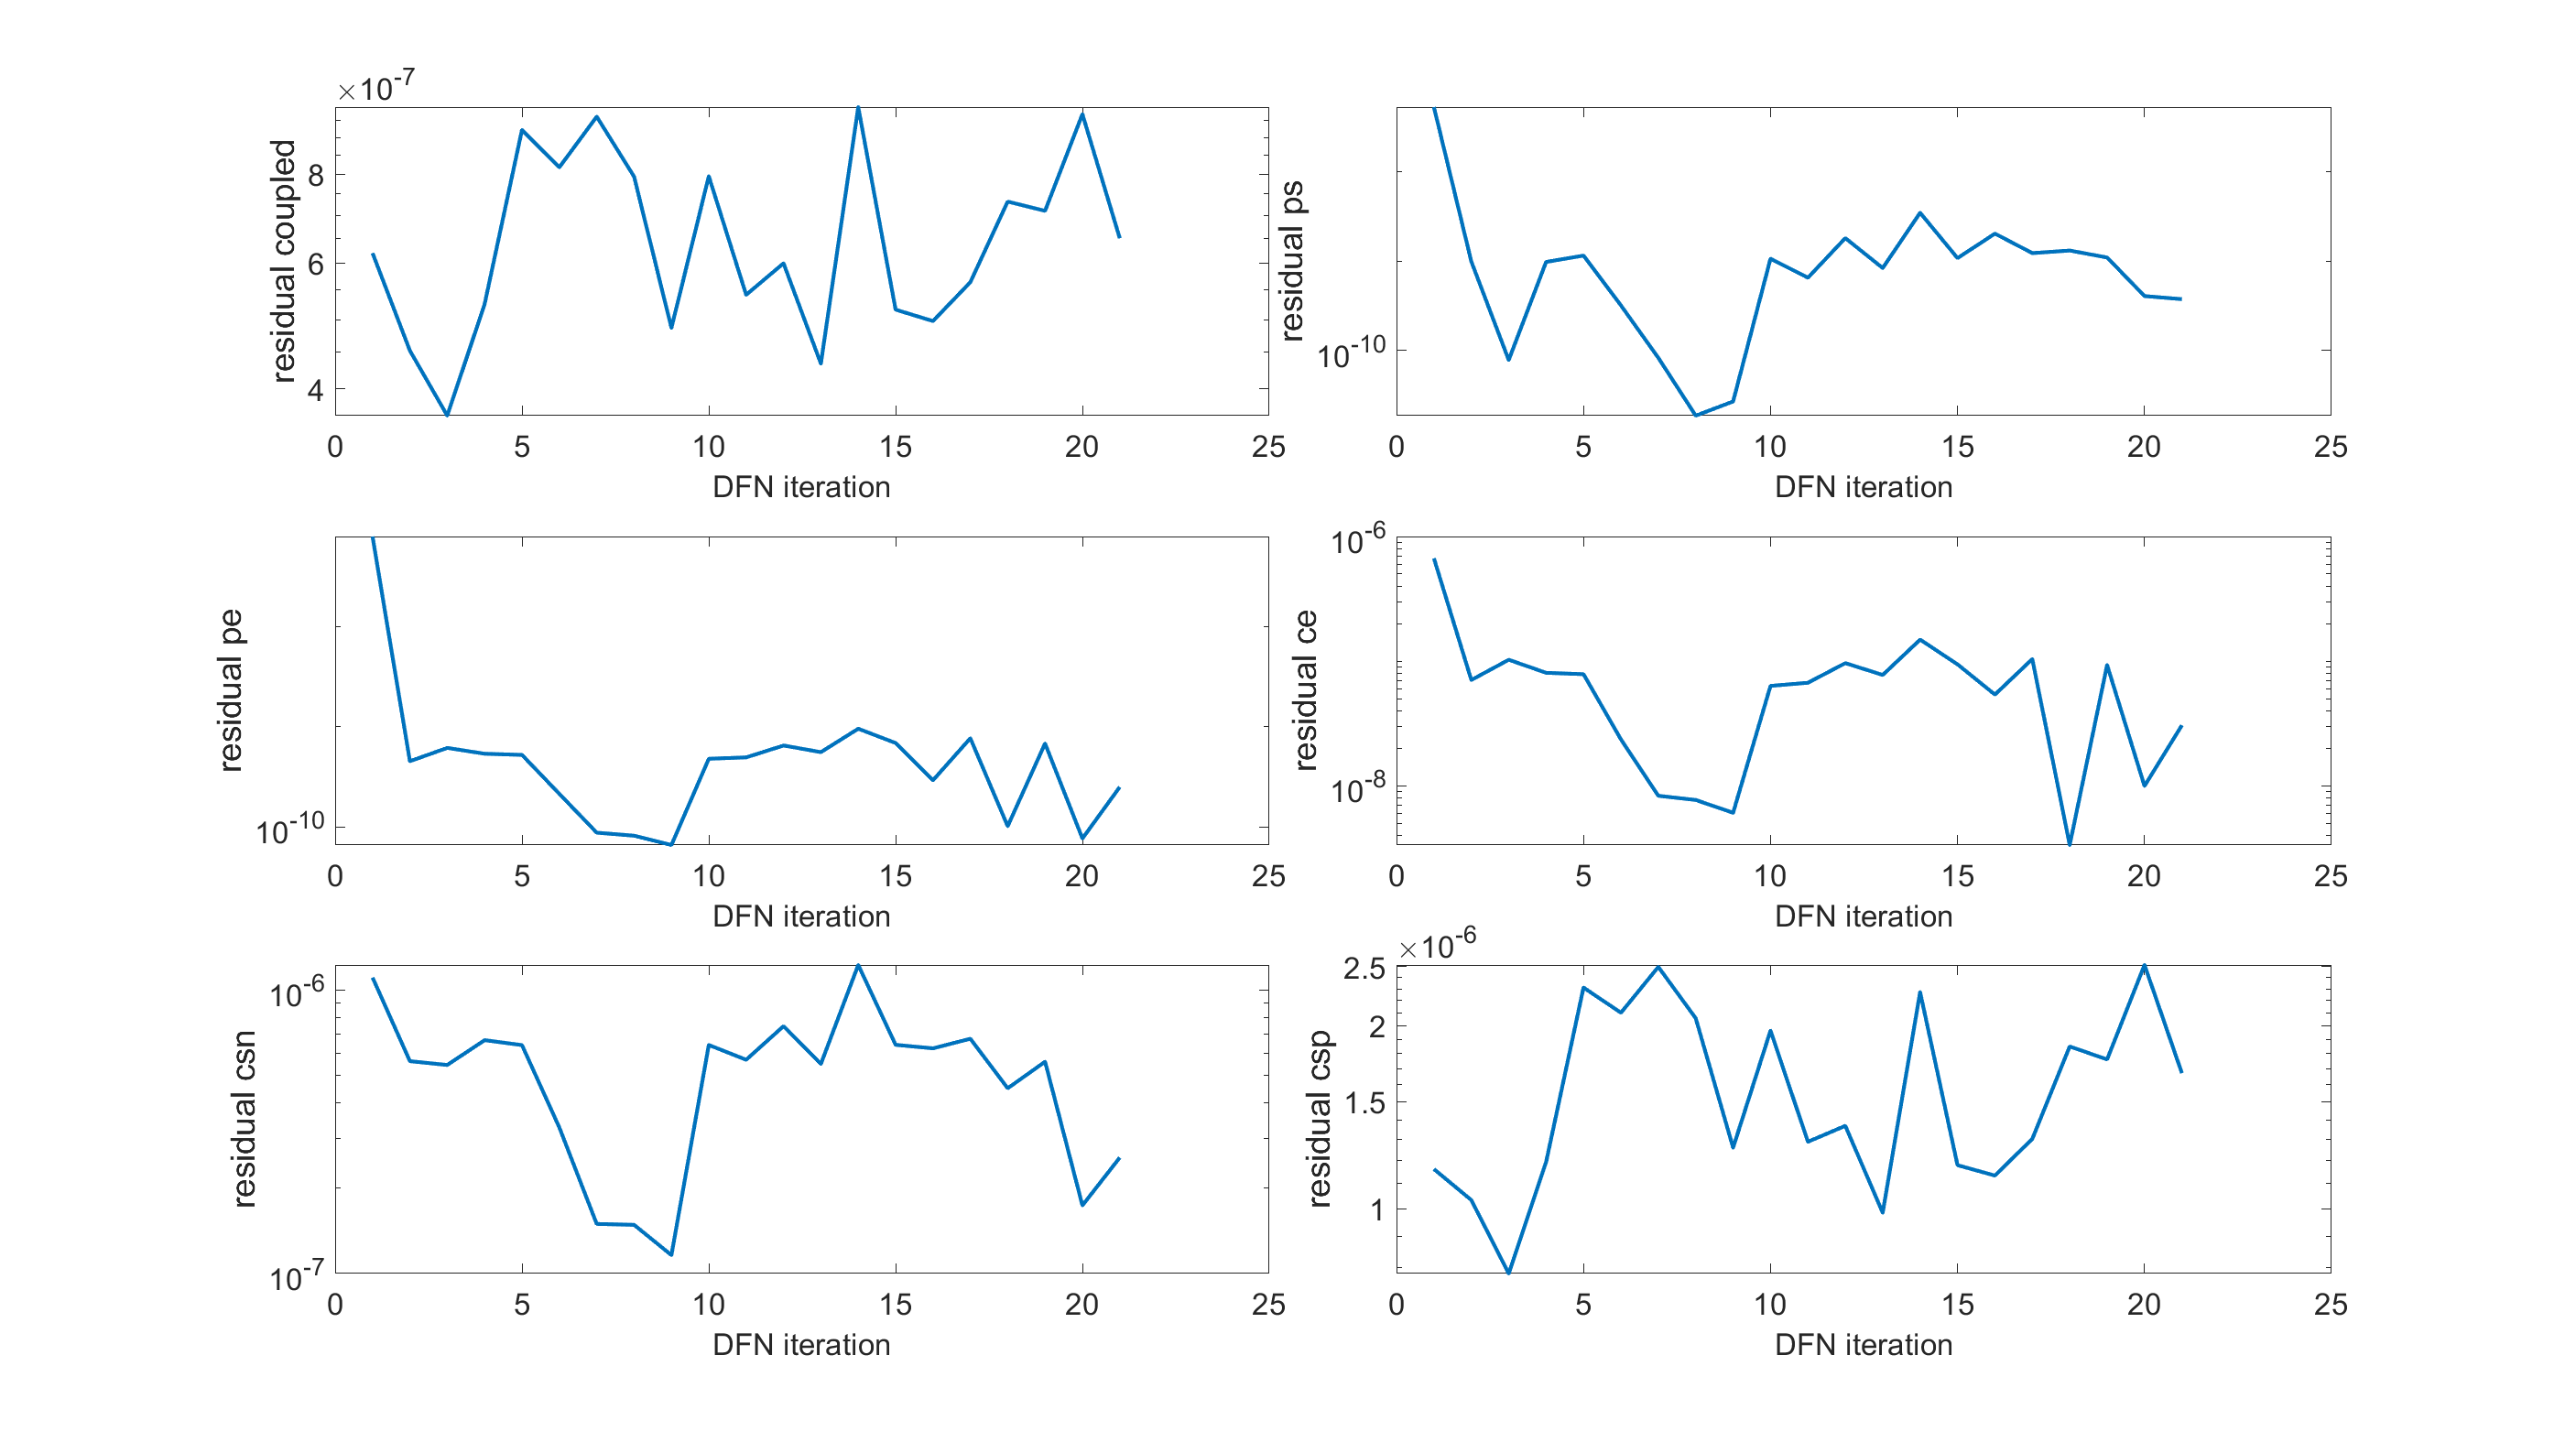 ×10-7
residual coupled
8
6
4
0 5 10 15 20 25
DFN iteration
residual ps
10-10
0 5 10 15 20 25
DFN iteration
residual pe
10-10
0 5 10 15 20 25
DFN iteration
residual ce
10-6
10-8
0 5 10 15 20 25
DFN iteration
residual csn
10-6
10-7
0 5 10 15 20 25
DFN iteration
×10-6
residual csp
2.5
2
1.5
1
0 5 10 15 20 25
DFN iteration